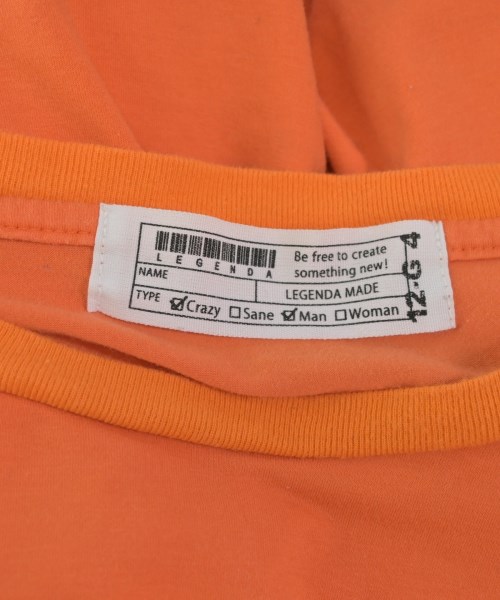 LEGENDA
Be free to create
something new!
NAME
LEGENDA MADE
TYPE ☑Crazy ☐Sane ☑Man ☐Woman
12-G 4